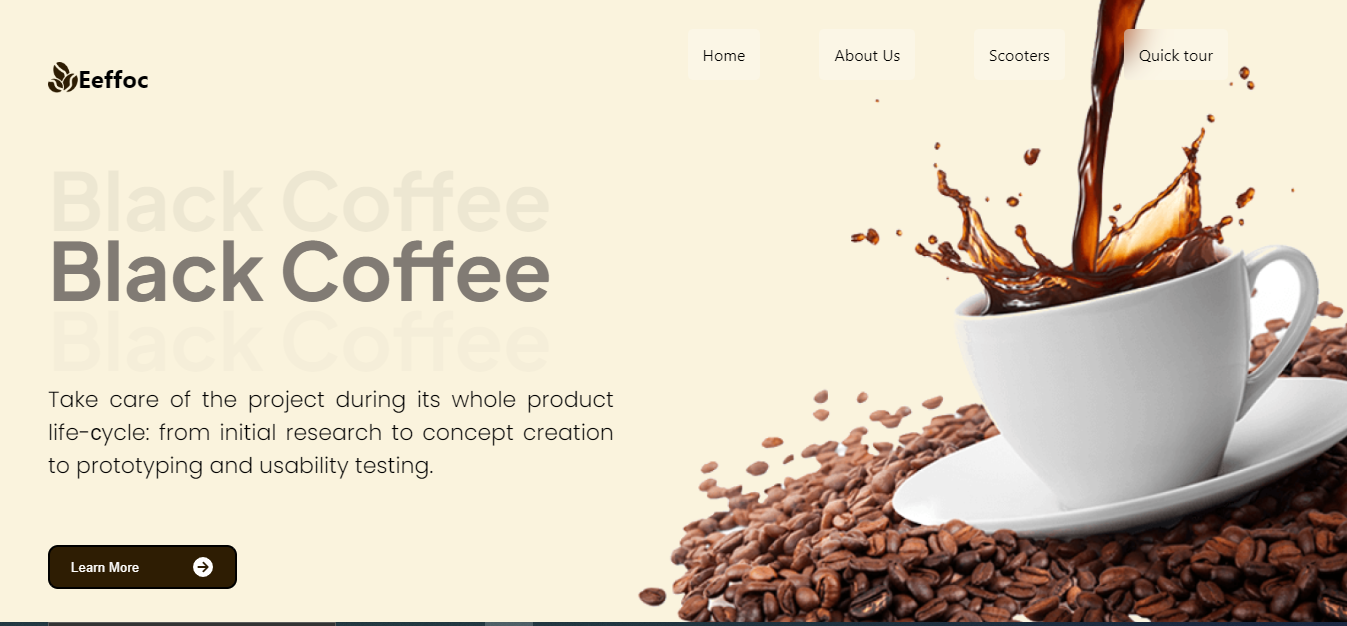 Home
About Us
Scooters
Quick tour
Eeffoc
Black Coffee
Black Coffee
Black Coffee
Take care of the project during its whole product
life-cycle: from initial research to concept creation
to prototyping and usability testing.
Learn More